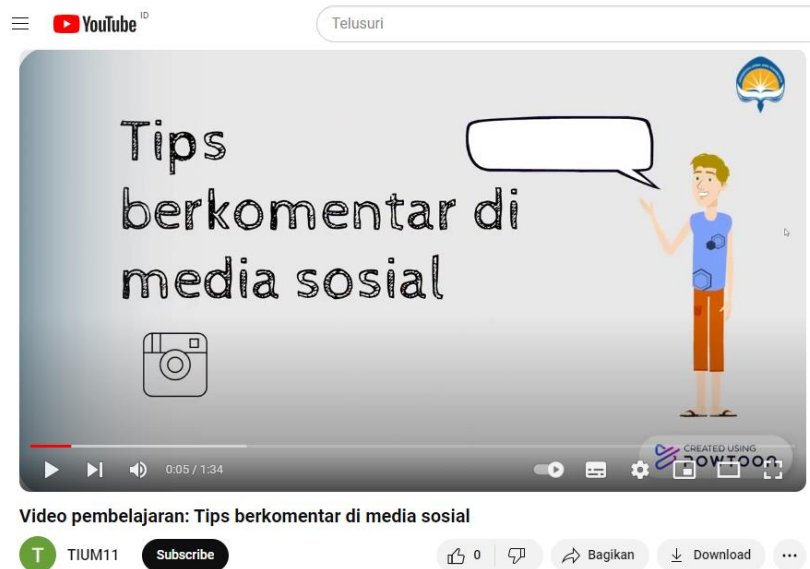 YouTube ID
Telusuri
Tips
berkomentar di
media sosial
CREATED USING
POWTOON
0:05 / 1:34
Video pembelajaran: Tips berkomentar di media sosial
T
TIUM11
Subscribe
0
Bagikan
Download